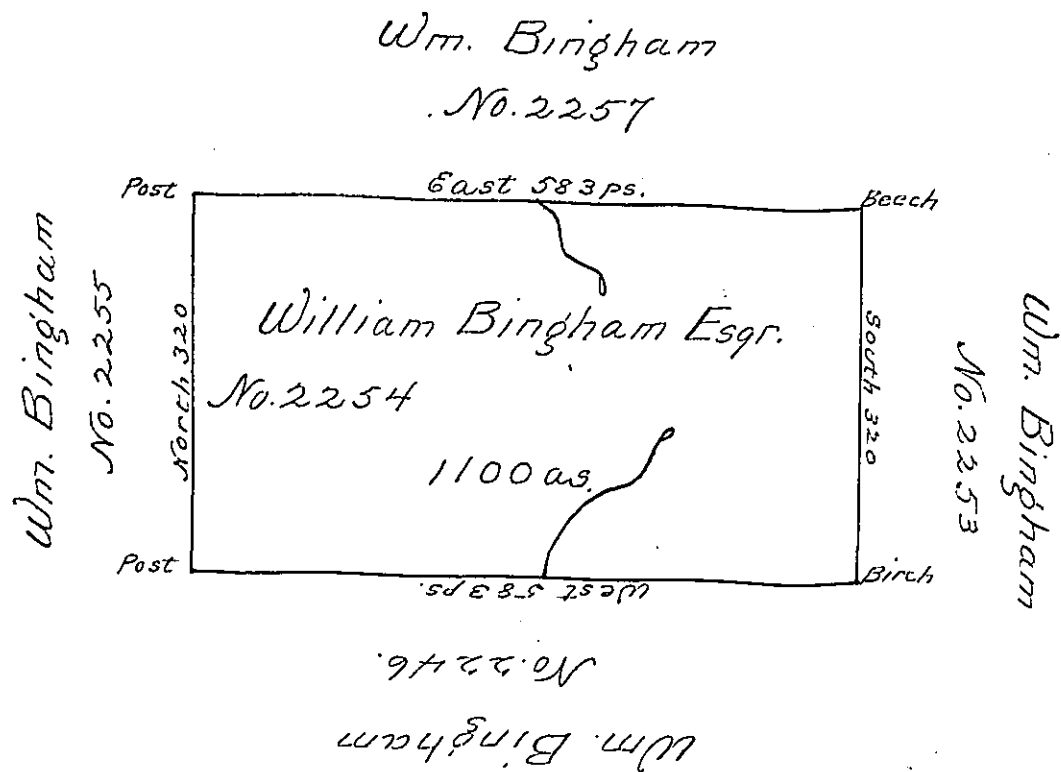 Wm. Bingham
No. 2257
Post
East 583 ps.
Beech
Wm. Bingham
No. 2255
North 320
William Bingham Esqr.
No. 2254
1100 as.
South 320
No. 2253
Wm. Bingham
Post
West 583 ps.
Birch
No. 2246.
Wm. Bingham